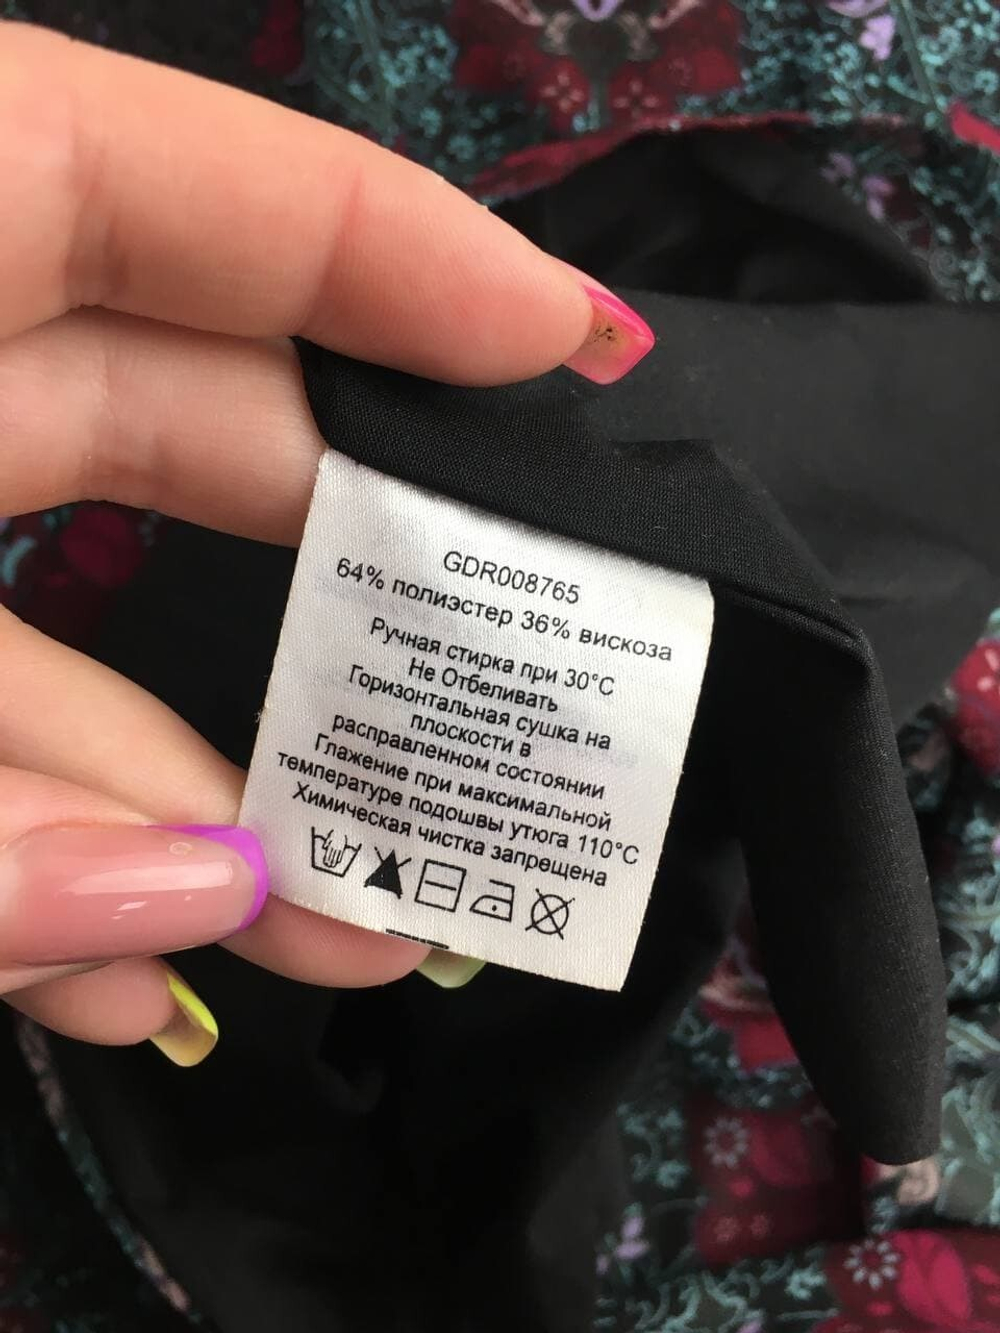 GDR008765
64% полиэстер 36% вискоза
Ручная стирка при 30°C
Не Отбеливать
Горизонтальная сушка на
плоскости в
расправленном состоянии
Глажение при максимальной
температуре подошвы утюга 110°C
Химическая чистка запрещена